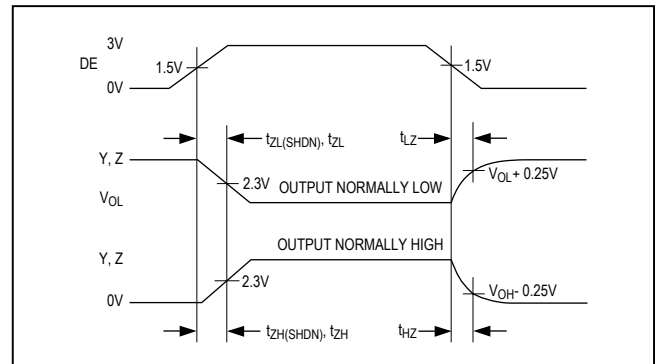 3V
DE
1.5V
1.5V
0V
tZL(SHDN), tZL
tLZ
Y, Z
VOL + 0.25V
2.3V
OUTPUT NORMALLY LOW
VOL
OUTPUT NORMALLY HIGH
Y, Z
2.3V
VOH - 0.25V
0V
tZH(SHDN), tZH
tHZ